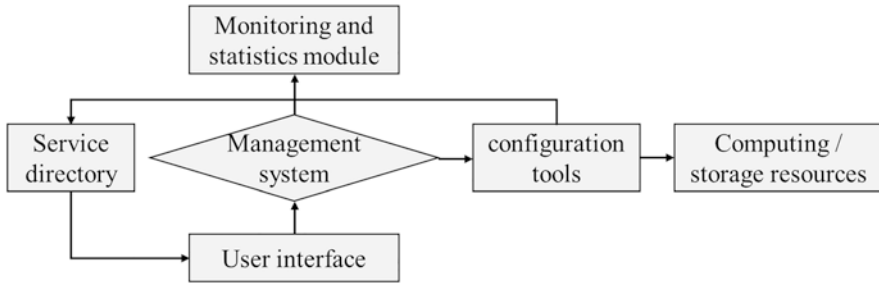 Monitoring and
statistics module
Service
directory
Management
system
configuration
tools
Computing /
storage resources
User interface